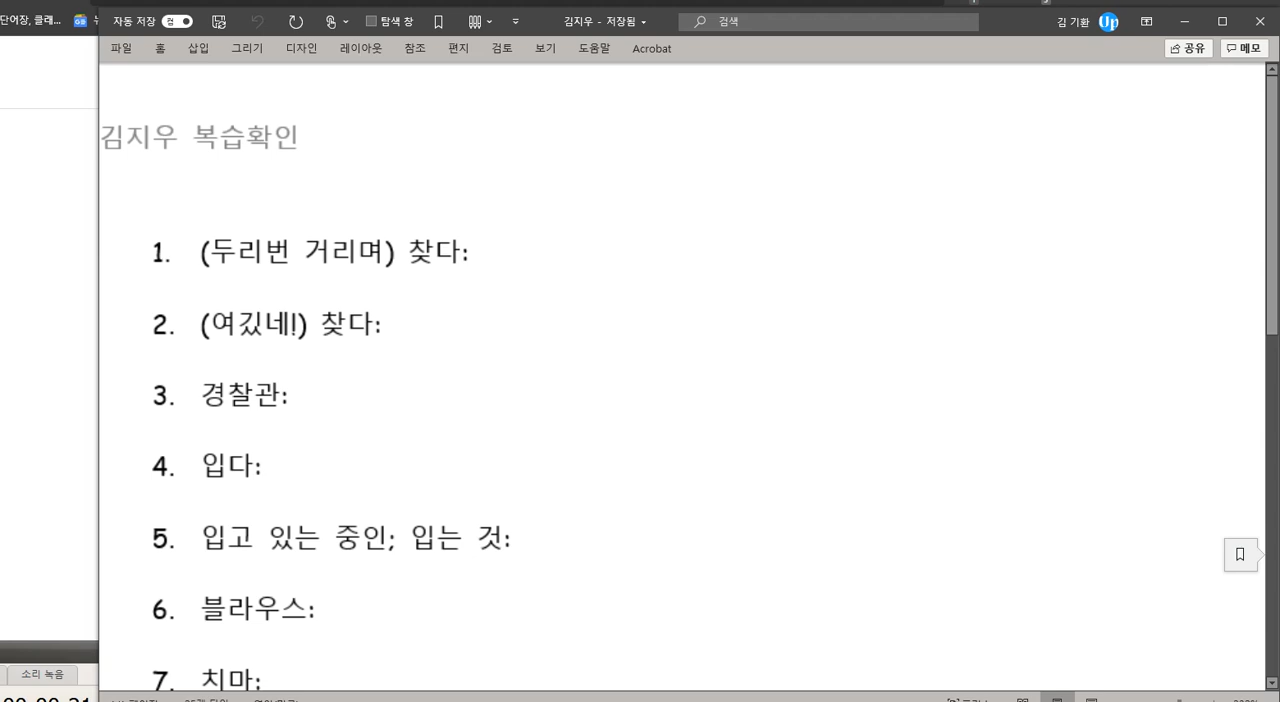 단어장, 클래...
자동 저장 켬 탐색 창 김지우 - 저장됨 검색 김 기환 Up
파일 홈 삽입 그리기 디자인 레이아웃 참조 편지 검토 보기 도움말 Acrobat 공유 메모
김지우 복습확인
1. (두리번 거리며) 찾다:
2. (여깄네!) 찾다:
3. 경찰관:
4. 입다:
5. 입고 있는 중인; 입는 것:
6. 블라우스:
7. 치마:
소리 녹음